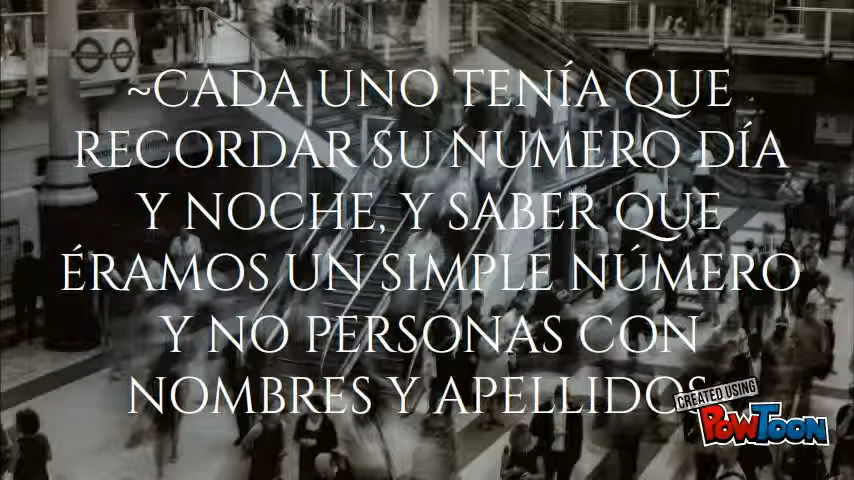 ~CADA UNO TENÍA QUE
RECORDAR SU NUMERO DÍA
Y NOCHE, Y SABER QUE
ÉRAMOS UN SIMPLE NÚMERO
Y NO PERSONAS CON
NOMBRES Y APELLIDOS
CREATED USING
POWTOON